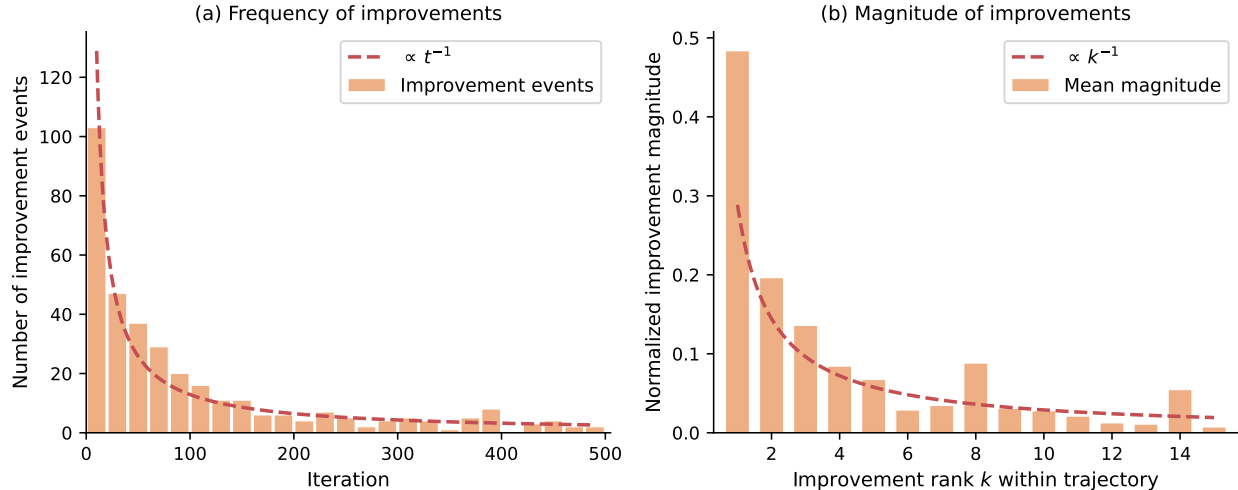 (a) Frequency of improvements
Number of improvement events
120
100
80
60
40
20
0
∝ t⁻¹
Improvement events
0 100 200 300 400 500
Iteration
(b) Magnitude of improvements
Normalized improvement magnitude
0.5
0.4
0.3
0.2
0.1
0.0
∝ k⁻¹
Mean magnitude
2 4 6 8 10 12 14
Improvement rank k within trajectory